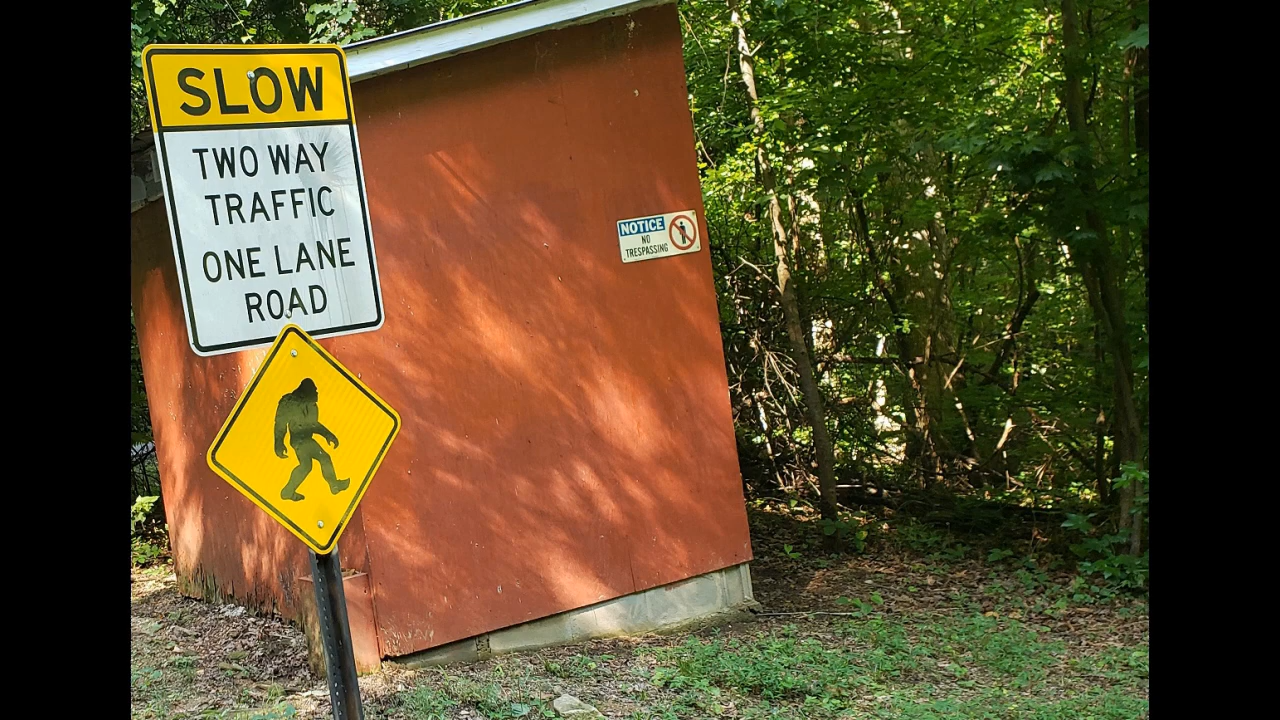 SLOW
TWO WAY
TRAFFIC
ONE LANE
ROAD
NOTICE
NO
TRESPASSING